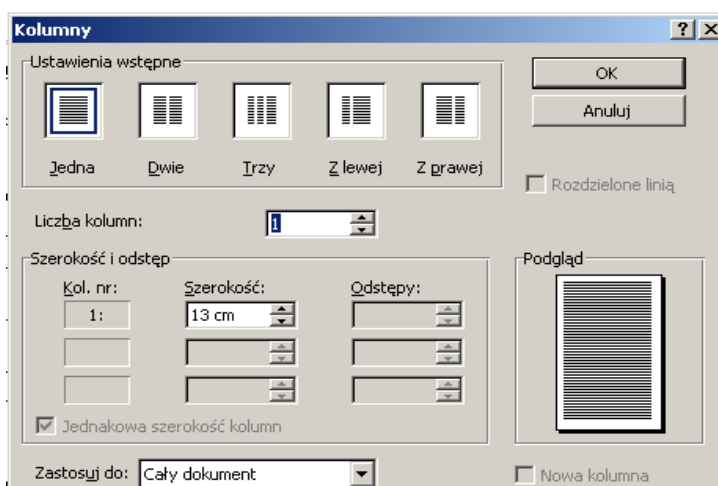 Kolumny
Ustawienia wstępne
Jedna Dwie Trzy Z lewej Z prawej
OK
Anuluj
Rozdzielone linią
Liczba kolumn: 1
Szerokość i odstęp
Kol. nr: Szerokość: Odstępy:
1: 13 cm
Jednakowa szerokość kolumn
Podgląd
Zastosuj do: Cały dokument
Nowa kolumna